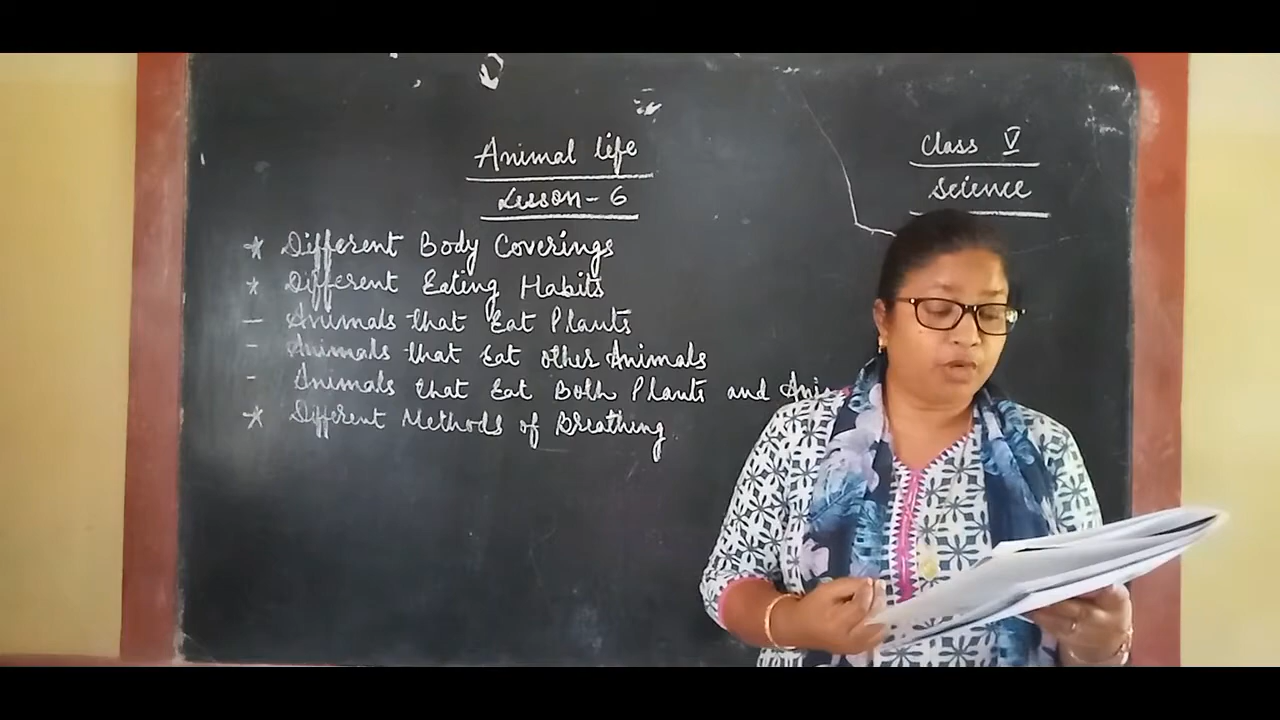 Animal life
Lesson - 6
Class V
Science
* Different Body Coverings
* Different Eating Habits
- Animals that Eat Plants
- Animals that Eat other Animals
- Animals that Eat Both Plants and
* Different Methods of Breathing